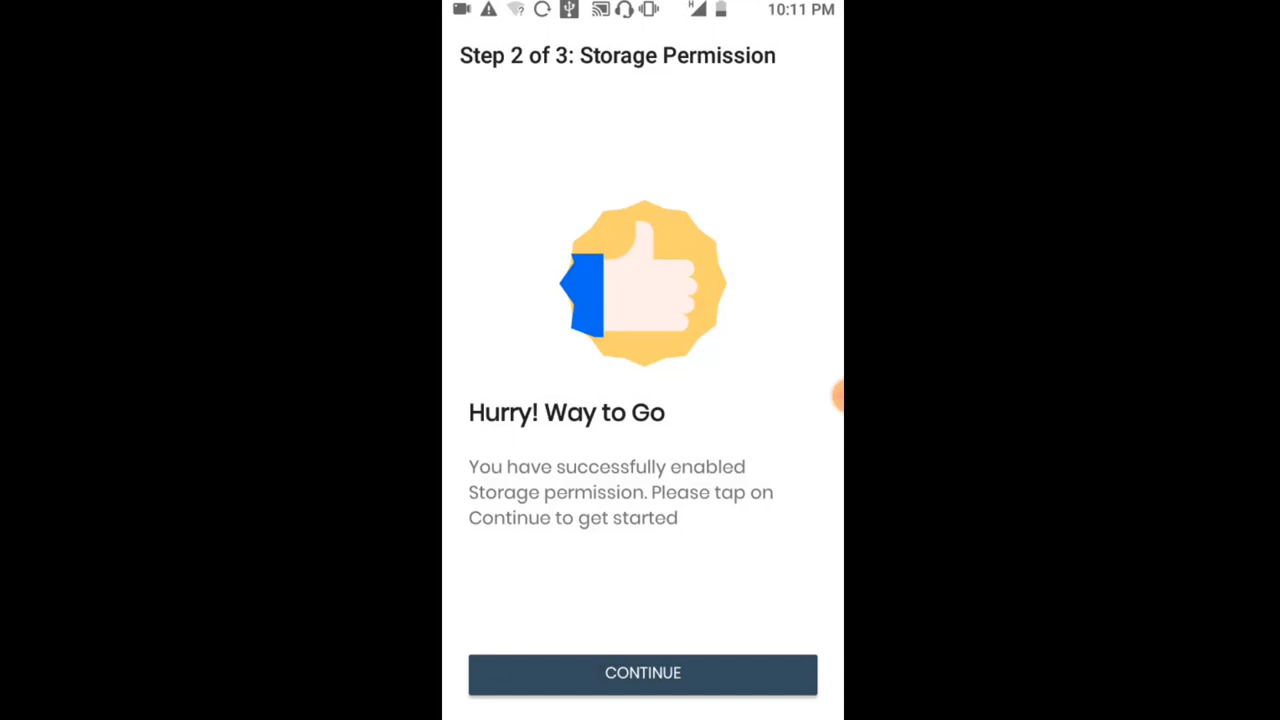 H 10:11 PM
Step 2 of 3: Storage Permission
Hurry! Way to Go
You have successfully enabled
Storage permission. Please tap on
Continue to get started
CONTINUE